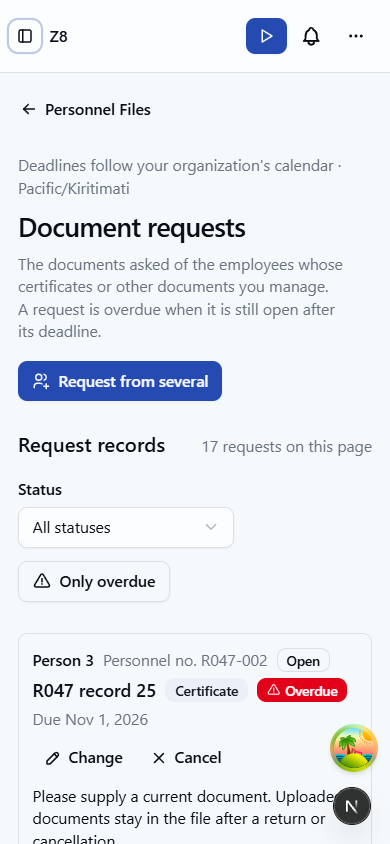 Z8
Personnel Files
Deadlines follow your organization's calendar ·
Pacific/Kiritimati
Document requests
The documents asked of the employees whose
certificates or other documents you manage.
A request is overdue when it is still open after
its deadline.
Request from several
Request records 17 requests on this page
Status
All statuses
Only overdue
Person 3 Personnel no. R047-002 Open
R047 record 25 Certificate Overdue
Due Nov 1, 2026
Change Cancel
Please supply a current document. Uploade
documents stay in the file after a return or
N
cancellation